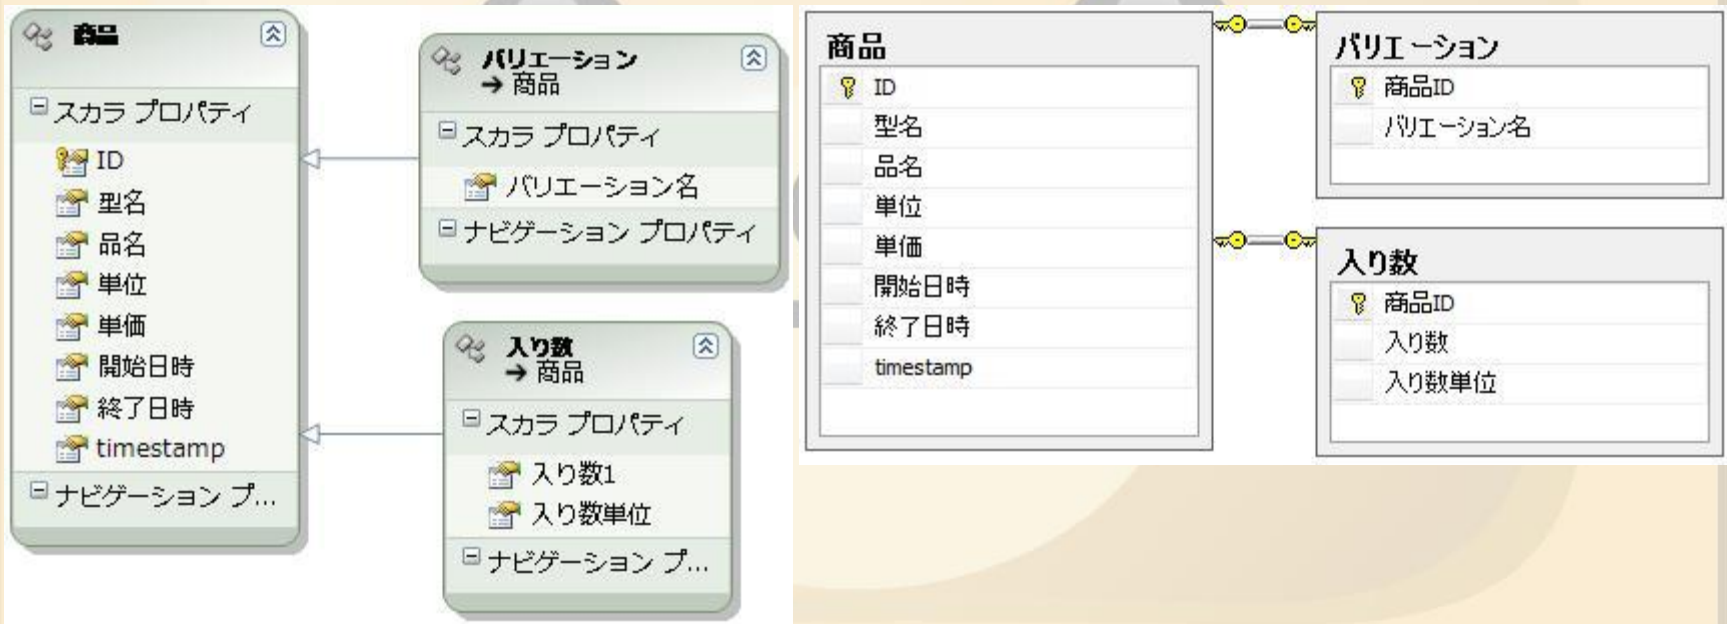 商品
スカラ プロパティ
ID
型名
品名
単位
単価
開始日時
終了日時
timestamp
ナビゲーション プ...
バリエーション
→ 商品
スカラ プロパティ
バリエーション名
ナビゲーション プロパティ
入り数
→ 商品
スカラ プロパティ
入り数1
入り数単位
ナビゲーション プ...
商品
ID
型名
品名
単位
単価
開始日時
終了日時
timestamp
バリエーション
商品ID
バリエーション名
入り数
商品ID
入り数
入り数単位